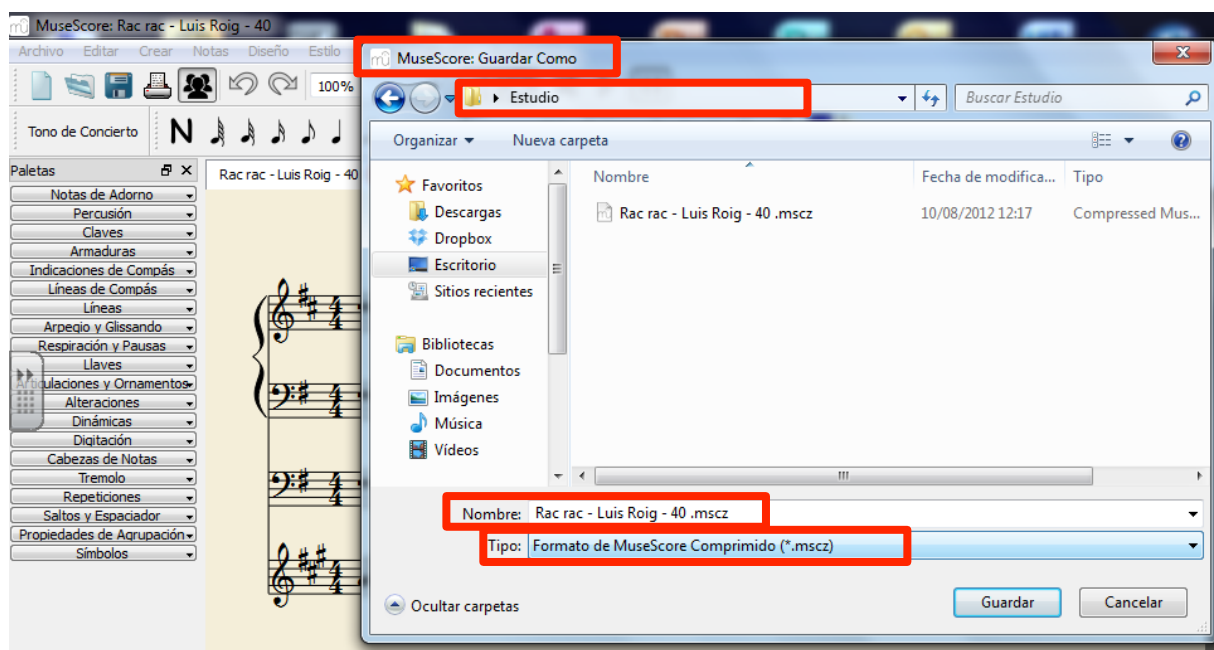 MuseScore: Rac rac - Luis Roig - 40
Archivo Editar Crear Notas Diseño Estilo
100%
Tono de Concierto
Paletas
Rac rac - Luis Roig - 40
Notas de Adorno
Percusión
Claves
Armaduras
Indicaciones de Compás
Líneas de Compás
Líneas
Arpegio y Glissando
Respiración y Pausas
Llaves
Articulaciones y Ornamentos
Alteraciones
Dinámicas
Digitación
Cabezas de Notas
Tremolo
Repeticiones
Saltos y Espaciador
Propiedades de Agrupación
Símbolos
MuseScore: Guardar Como
Estudio
Buscar Estudio
Organizar Nueva carpeta
Favoritos
Descargas
Dropbox
Escritorio
Sitios recientes
Bibliotecas
Documentos
Imágenes
Música
Vídeos
Nombre Fecha de modifica... Tipo
Rac rac - Luis Roig - 40 .mscz 10/08/2012 12:17 Compressed Mus...
Nombre: Rac rac - Luis Roig - 40 .mscz
Tipo: Formato de MuseScore Comprimido (*.mscz)
Ocultar carpetas
Guardar Cancelar